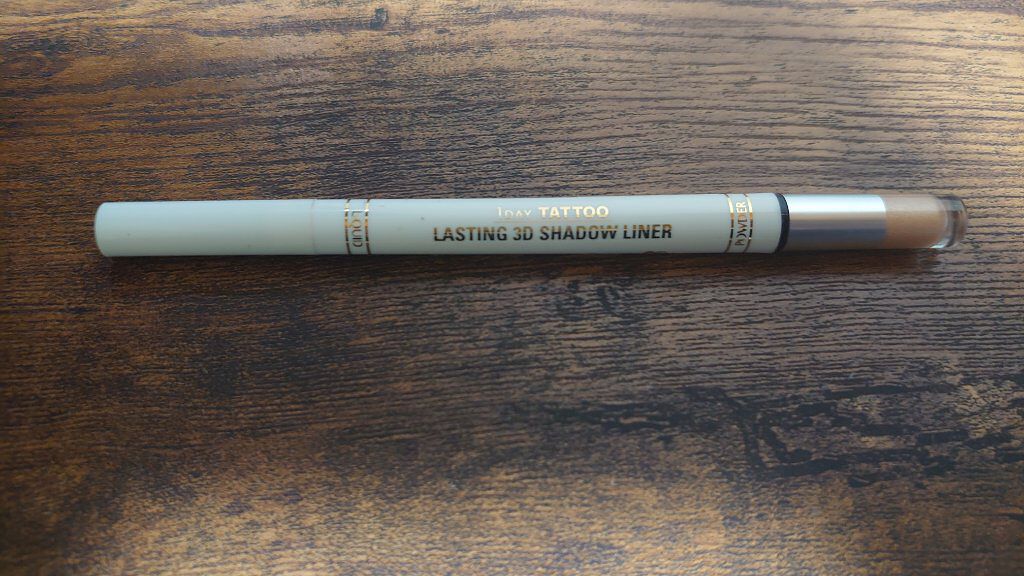 LIQUID
1DAY TATTOO
LASTING 3D SHADOW LINER
POWDER